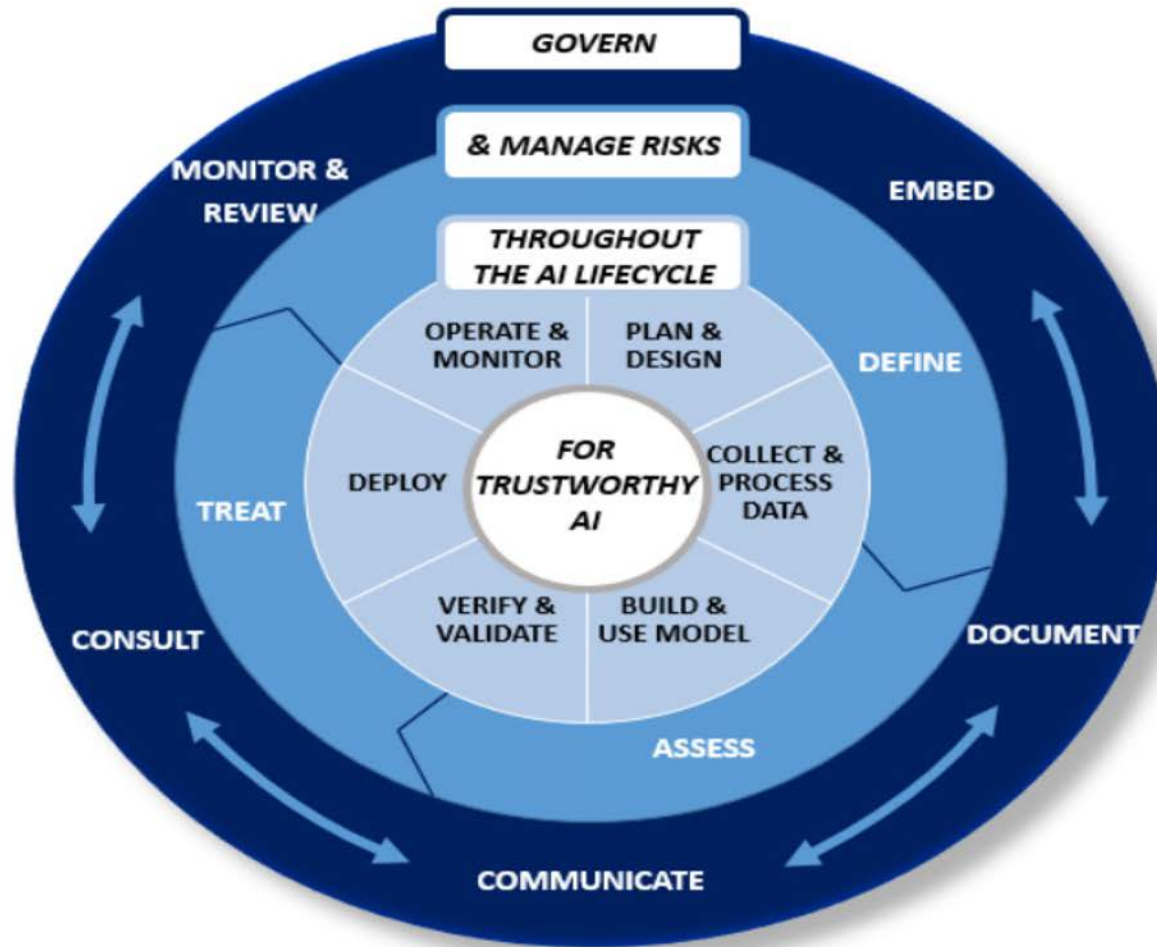 GOVERN
& MANAGE RISKS
THROUGHOUT
THE AI LIFECYCLE
MONITOR &
REVIEW
EMBED
OPERATE &
MONITOR
PLAN &
DESIGN
DEFINE
FOR
TRUSTWORTHY
AI
COLLECT &
PROCESS
DATA
DEPLOY
TREAT
VERIFY &
VALIDATE
BUILD &
USE MODEL
CONSULT
DOCUMENT
ASSESS
COMMUNICATE